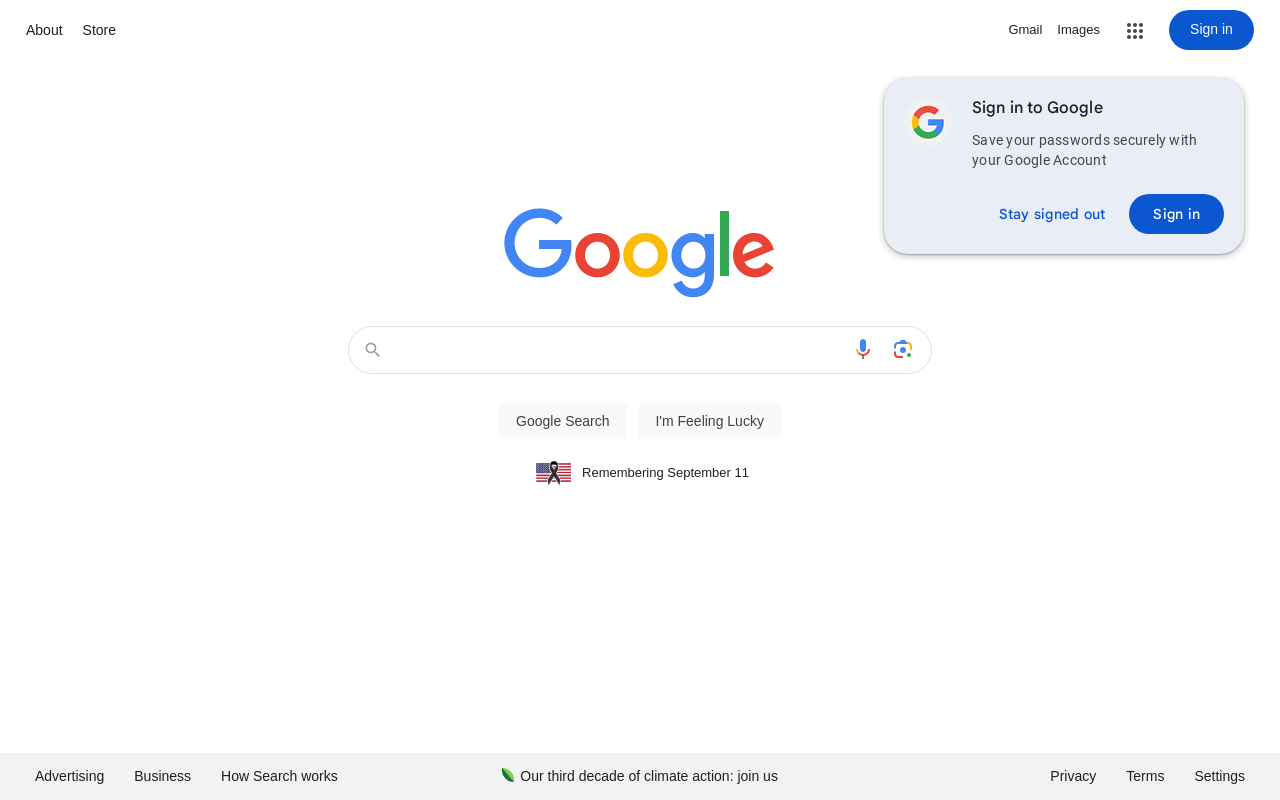 About Store
Gmail Images Sign in
Sign in to Google
Save your passwords securely with
your Google Account
Stay signed out Sign in
Google
Google Search I'm Feeling Lucky
Remembering September 11
Advertising Business How Search works
Our third decade of climate action: join us
Privacy Terms Settings